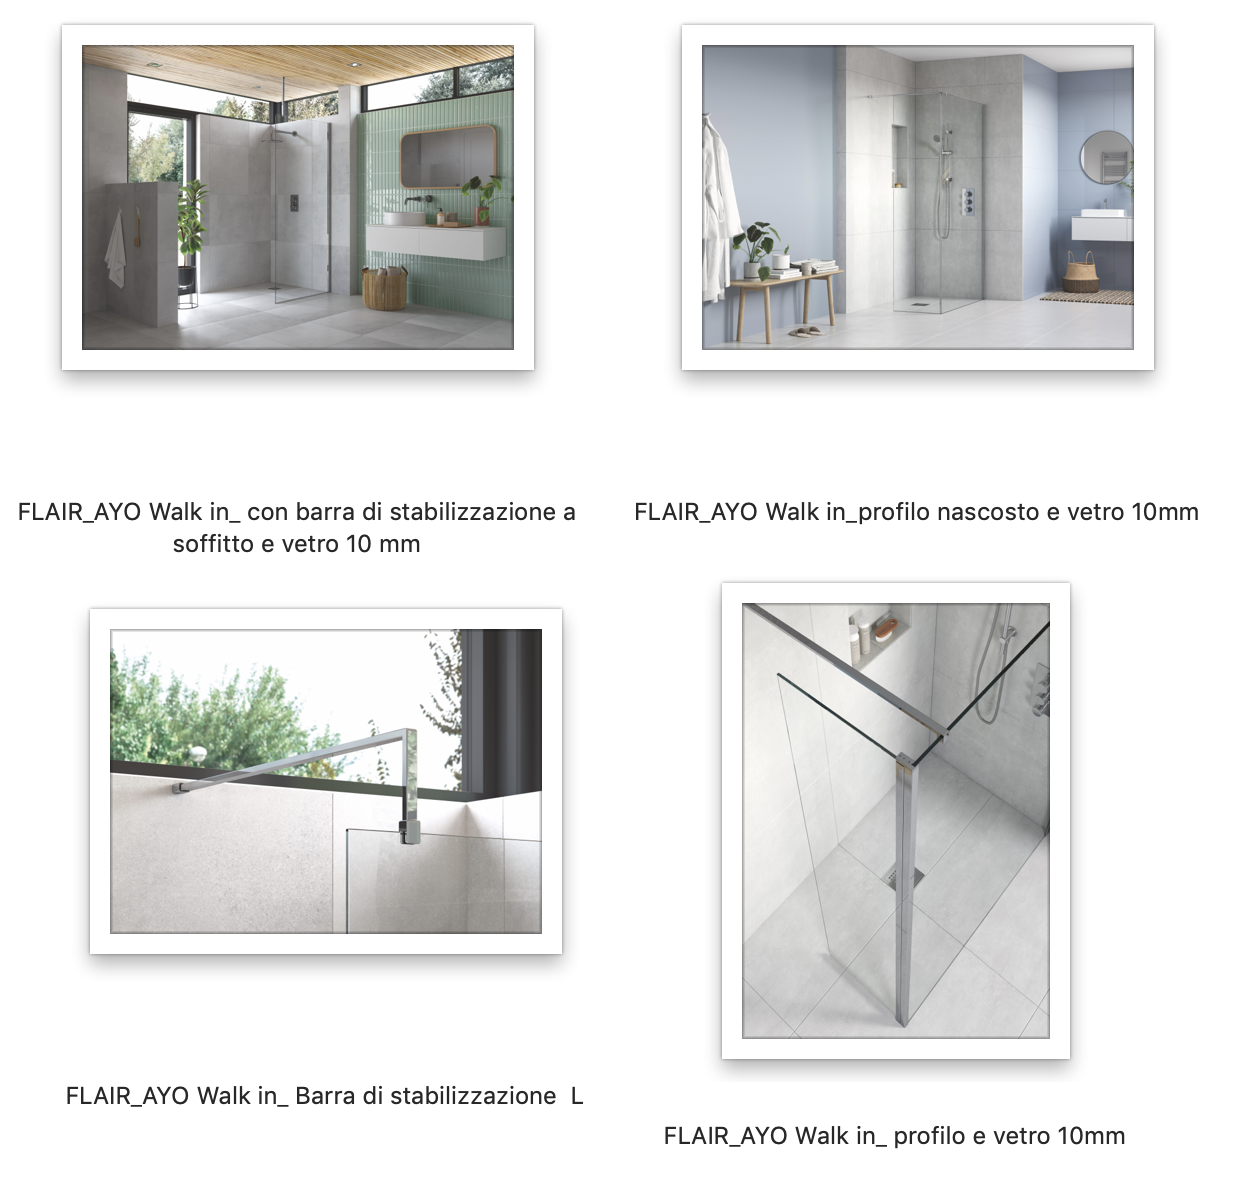 FLAIR_AYO Walk in_ con barra di stabilizzazione a
soffitto e vetro 10 mm
FLAIR_AYO Walk in_profilo nascosto e vetro 10mm
FLAIR_AYO Walk in_ Barra di stabilizzazione  L
FLAIR_AYO Walk in_ profilo e vetro 10mm